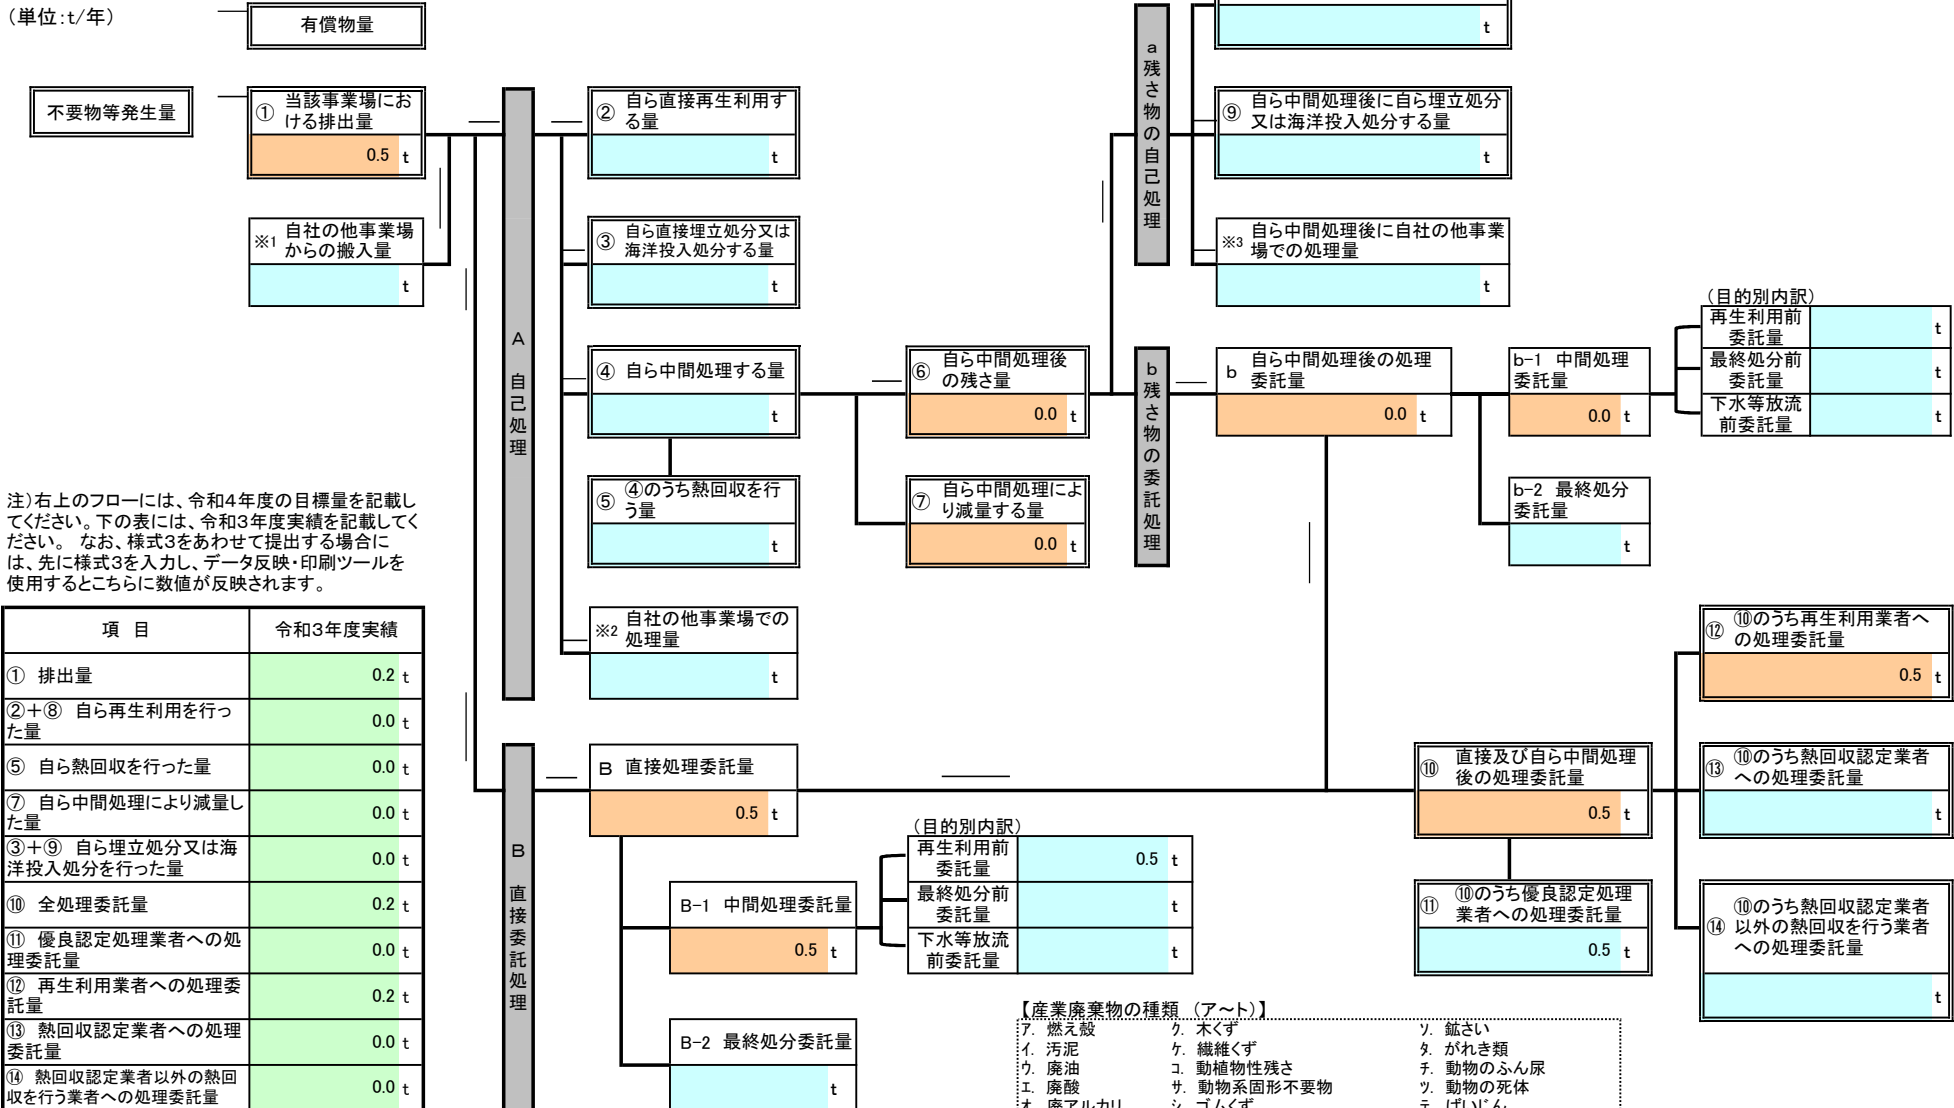 （単位：t/年）
有償物量
t
不要物等発生量
①
当該事業場にお
ける排出量
0.5 t
※1
自社の他事業場
からの搬入量
t
A 自己処理
②
自ら直接再生利用す
る量
t
③
自ら直接埋立処分又は
海洋投入処分する量
t
④ 自ら中間処理する量
t
⑤
④のうち熱回収を行
う量
t
※2
自社の他事業場での
処理量
t
⑥
自ら中間処理後
の残さ量
0.0 t
⑦
自ら中間処理によ
り減量する量
0.0 t
a 残さ物の自己処理
⑨
自ら中間処理後に自ら埋立処分
又は海洋投入処分する量
t
※3
自ら中間処理後に自社の他事業
場での処理量
t
b 残さ物の委託処理
b
自ら中間処理後の処理
委託量
0.0 t
b-1 中間処理
委託量
0.0 t
b-2 最終処分
委託量
t
（目的別内訳）
再生利用前
委託量
t
最終処分前
委託量
t
下水等放流
前委託量
t
注）右上のフローには、令和４年度の目標量を記載し
てください。下の表には、令和３年度実績を記載してく
ださい。 なお、様式３をあわせて提出する場合に
は、先に様式３を入力し、データ反映・印刷ツールを
使用するとこちらに数値が反映されます。
項 目 令和３年度実績
① 排出量 0.2 t
②＋⑧ 自ら再生利用を行っ
た量
0.0 t
⑤ 自ら熱回収を行った量 0.0 t
⑦ 自ら中間処理により減量し
た量
0.0 t
③＋⑨ 自ら埋立処分又は海
洋投入処分を行った量
0.0 t
⑩ 全処理委託量 0.2 t
⑪ 優良認定処理業者への処
理委託量
0.0 t
⑫ 再生利用業者への処理委
託量
0.2 t
⑬ 熱回収認定業者への処理
委託量
0.0 t
⑭ 熱回収認定業者以外の熱回
収を行う業者への処理委託量
0.0 t
B 直接委託処理
B 直接処理委託量
0.5 t
B-1 中間処理委託量
0.5 t
B-2 最終処分委託量
t
（目的別内訳）
再生利用前
委託量
0.5 t
最終処分前
委託量
t
下水等放流
前委託量
t
⑩
直接及び自ら中間処理
後の処理委託量
0.5 t
⑪
⑩のうち優良認定処理
業者への処理委託量
0.5 t
⑫
⑩のうち再生利用業者へ
の処理委託量
0.5 t
⑬
⑩のうち熱回収認定業者
への処理委託量
t
⑭
⑩のうち熱回収認定業者
以外の熱回収を行う業者
への処理委託量
t
【産業廃棄物の種類 （ア～ト）】
ア. 燃え殻 ク. 木くず ソ. 鉱さい
イ. 汚泥 ケ. 繊維くず タ. がれき類
ウ. 廃油 コ. 動植物性残さ チ. 動物のふん尿
エ. 廃酸 サ. 動物系固形不要物 ツ. 動物の死体
オ. 廃アルカリ シ. ゴムくず テ. ばいじん